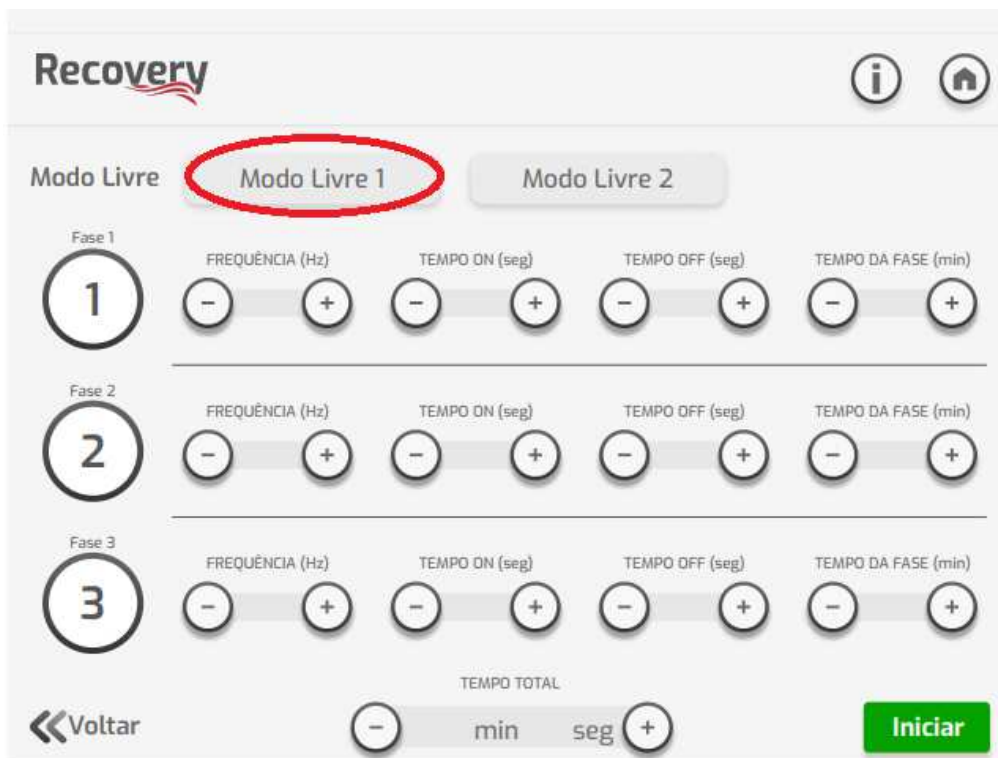 Recovery
i
Modo Livre Modo Livre 1 Modo Livre 2
Fase 1
1
FREQUÊNCIA (Hz) TEMPO ON (seg) TEMPO OFF (seg) TEMPO DA FASE (min)
- + - + - + - +
Fase 2
2
FREQUÊNCIA (Hz) TEMPO ON (seg) TEMPO OFF (seg) TEMPO DA FASE (min)
- + - + - + - +
Fase 3
3
FREQUÊNCIA (Hz) TEMPO ON (seg) TEMPO OFF (seg) TEMPO DA FASE (min)
- + - + - + - +
TEMPO TOTAL
Voltar - min seg + Iniciar